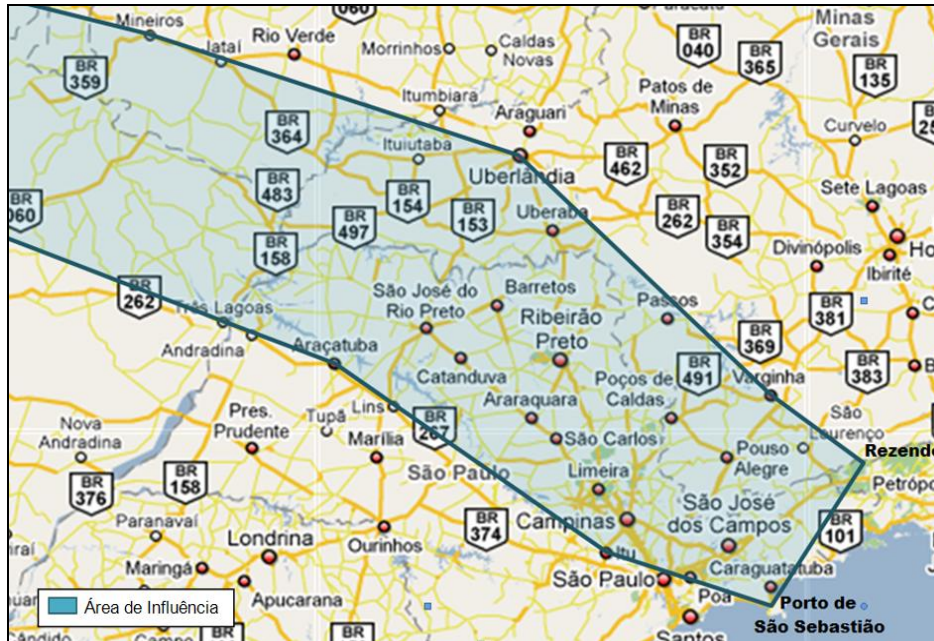 Mineiros
060
Paracatu
Minas
Gerais
Jataí
Rio Verde
Morrinhos
Caldas
Novas
BR
040
BR
365
BR
135
BR
359
Itumbiara
Araguari
Patos de
Minas
Curvelo
BR
364
Ituiutaba
Uberlândia
BR
462
BR
352
Sete Lagoas
BR
483
BR
154
BR
153
Uberaba
BR
262
BR
354
060
BR
497
BR
158
Divinópolis
Ho
Ibirité
BR
262
Três Lagoas
São José do
Rio Preto
Barretos
Ribeirão
Preto
Passos
BR
381
Andradina
Araçatuba
BR
369
Catanduva
Poços de
Caldas
BR
491
Varginha
BR
383
B
Nova
Andradina
Pres.
Prudente
Tupã
Lins
Araraquara
São
Lourenço
Marília
BR
267
São Carlos
Pouso
Alegre
Rezende
BR
376
BR
158
São Paulo
Limeira
Petróp
Paranavaí
BR
374
Campinas
São José
dos Campos
BR
101
Londrina
Ourinhos
Itu
Maringá
São Paulo
Caraguatatuba
Apucarana
Poá
Área de Influência
Porto de
São Sebastião
Santos
Cândido
Campo